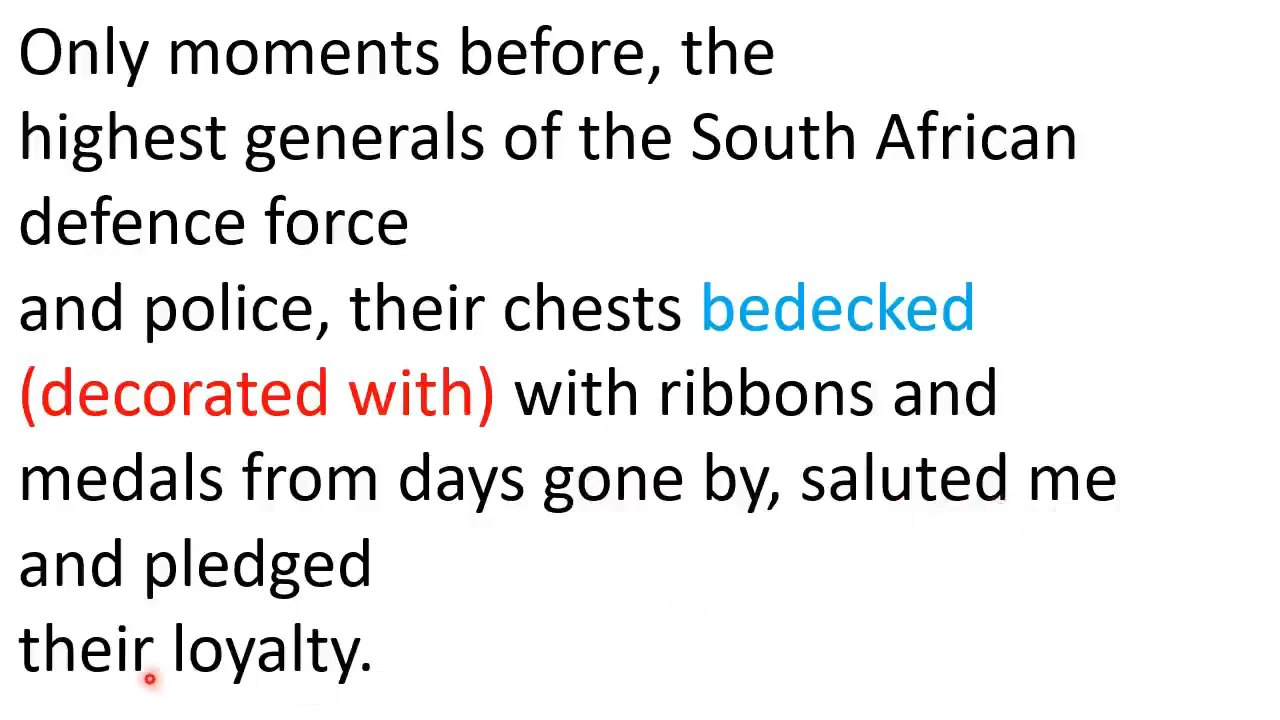 Only moments before, the
highest generals of the South African
defence force
and police, their chests bedecked
(decorated with) with ribbons and
medals from days gone by, saluted me
and pledged
their loyalty.